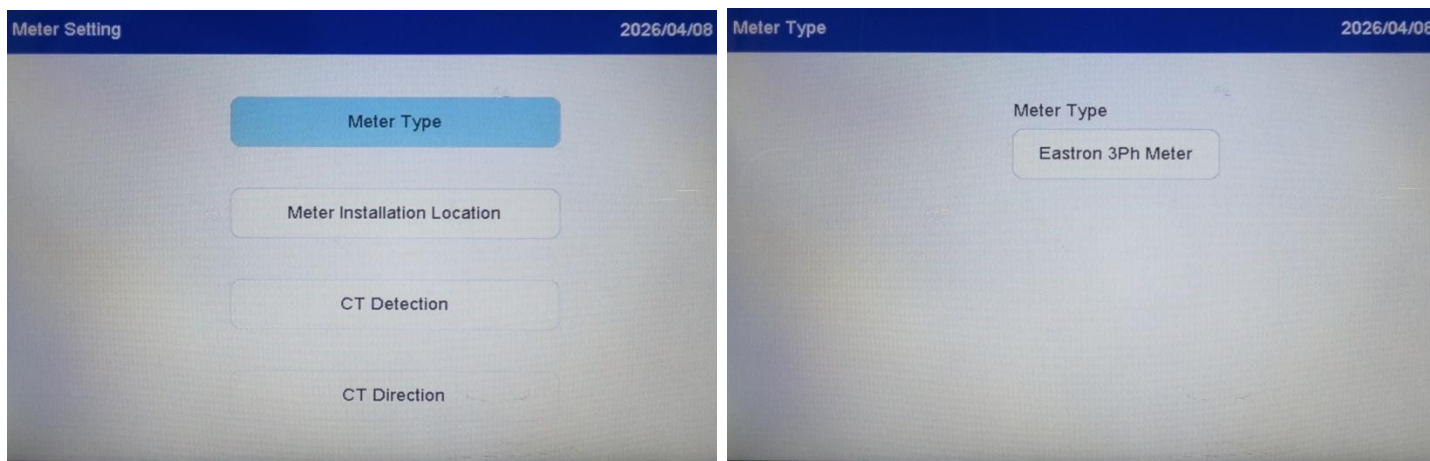 Meter Setting 2026/04/08
Meter Type
Meter Installation Location
CT Detection
CT Direction
Meter Type 2026/04/08
Meter Type
Eastron 3Ph Meter